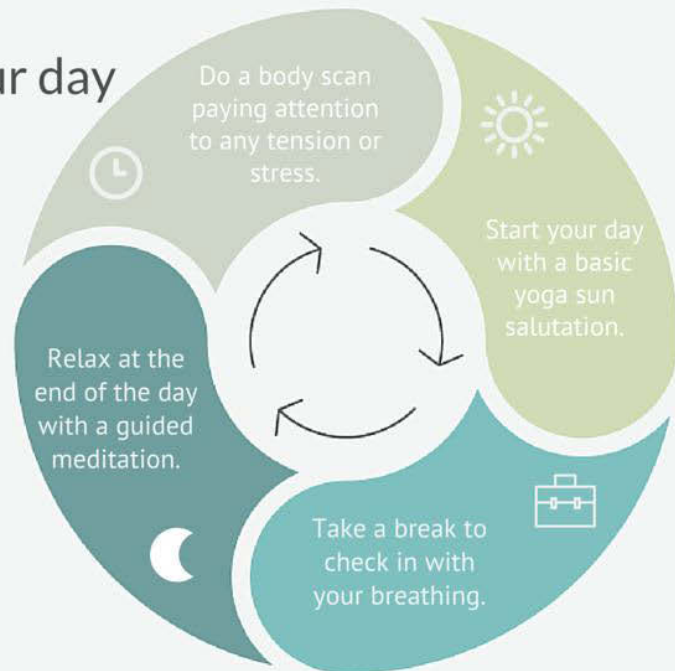 ur day
Do a body scan
paying attention
to any tension or
stress.
Start your day
with a basic
yoga sun
salutation.
Take a break to
check in with
your breathing.
Relax at the
end of the day
with a guided
meditation.